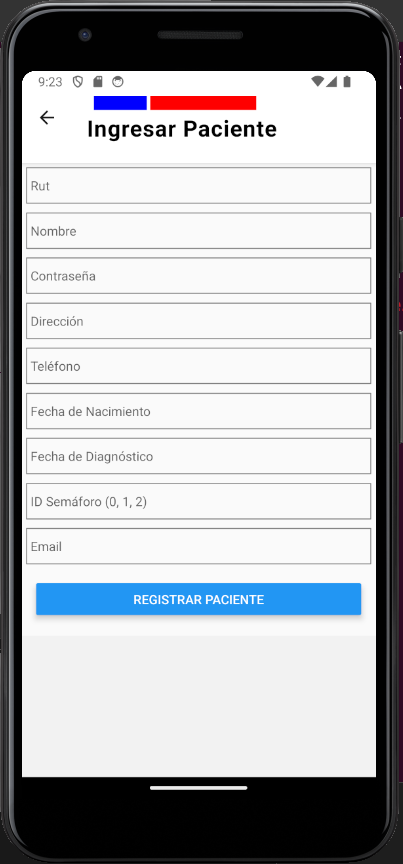 9:23
Ingresar Paciente
Rut
Nombre
Contraseña
Dirección
Teléfono
Fecha de Nacimiento
Fecha de Diagnóstico
ID Semáforo (0, 1, 2)
Email
REGISTRAR PACIENTE